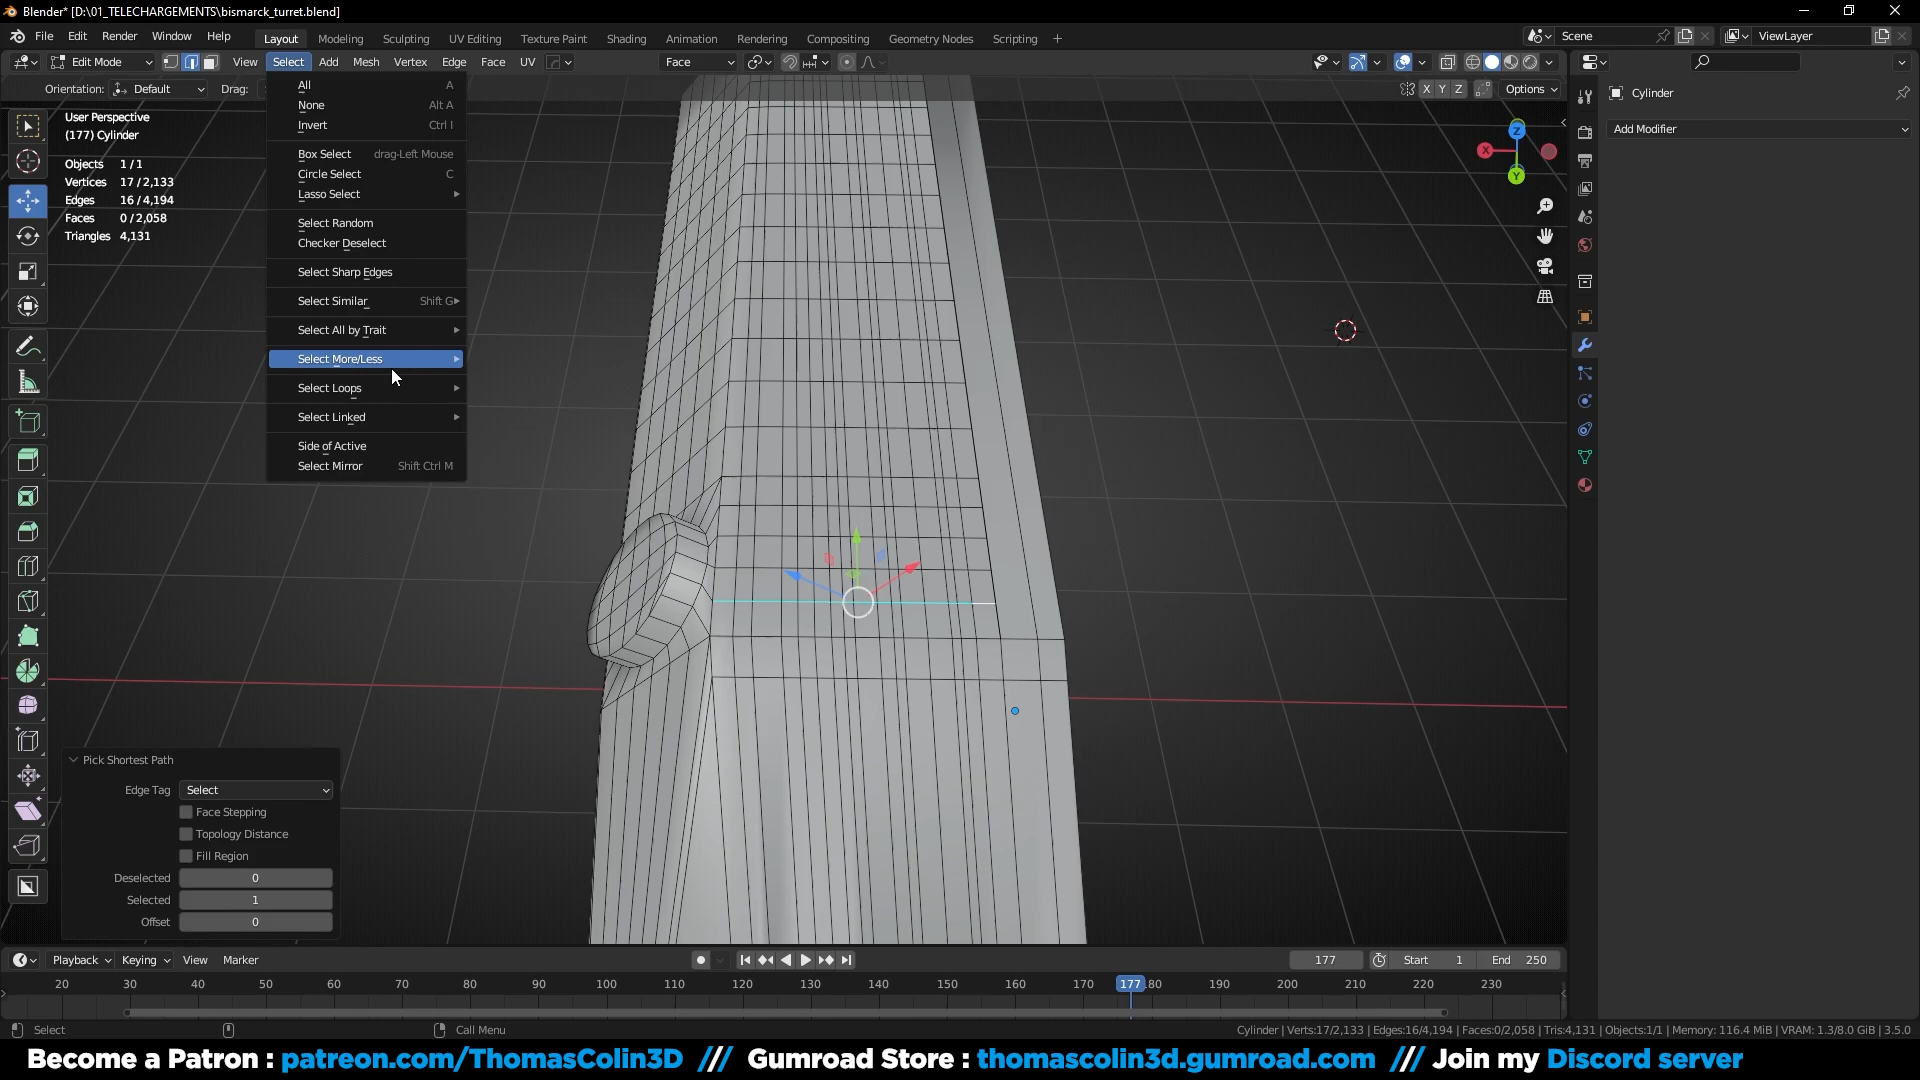 Blender* [D:\01_TELECHARGEMENTS\bismarck_turret.blend]
File Edit Render Window Help Layout Modeling Sculpting UV Editing Texture Paint Shading Animation Rendering Compositing Geometry Nodes Scripting + Scene ViewLayer
Edit Mode View Select Add Mesh Vertex Edge Face UV Face
Orientation: Default Drag: X Y Z Options
User Perspective
(177) Cylinder
Objects 1/1
Vertices 17/2,133
Edges 16/4,194
Faces 0/2,058
Triangles 4,131
All A
None Alt A
Invert Ctrl I
Box Select drag-Left Mouse
Circle Select C
Lasso Select
Select Random
Checker Deselect
Select Sharp Edges
Select Similar Shift G
Select All by Trait
Select More/Less
Select Loops
Select Linked
Side of Active
Select Mirror Shift Ctrl M
Z
X
Y
Cylinder
Add Modifier
Pick Shortest Path
Edge Tag Select
Face Stepping
Topology Distance
Fill Region
Deselected 0
Selected 1
Offset 0
Playback Keying View Marker 177 Start 1 End 250
20 30 40 50 60 70 80 90 100 110 120 130 140 150 160 170 177 180 190 200 210 220 230
Select Call Menu Cylinder | Verts:17/2,133 | Edges:16/4,194 | Faces:0/2,058 | Tris:4,131 | Objects:1/1 | Memory: 116.4 MiB | VRAM: 1.3/8.0 GiB | 3.5.0
Become a Patron : patreon.com/ThomasColin3D /// Gumroad Store : thomascolin3d.gumroad.com /// Join my Discord server